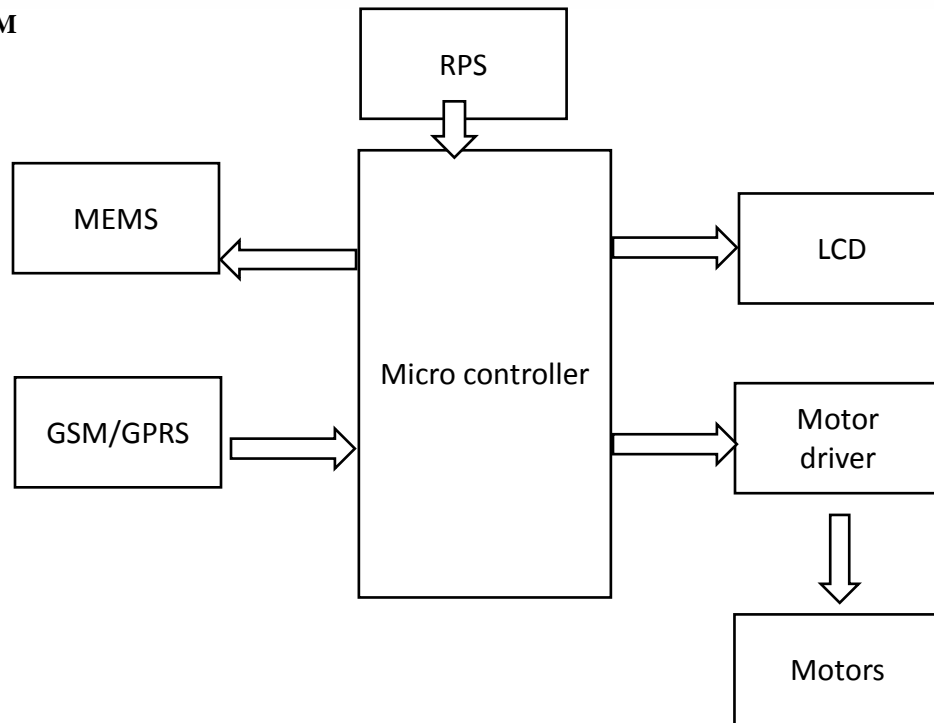 M
RPS
MEMS
LCD
Micro controller
GSM/GPRS
Motor
driver
Motors